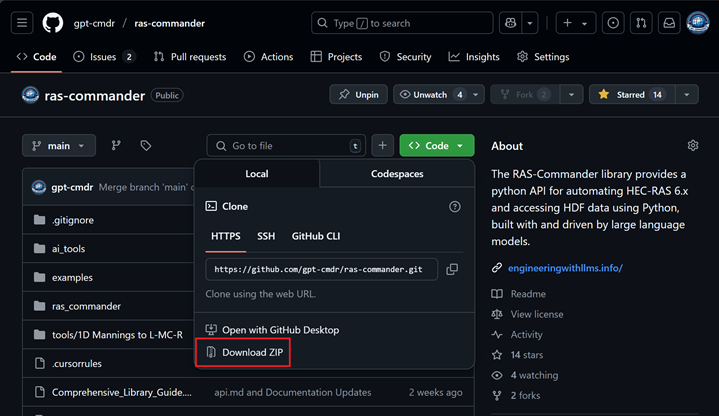 gpt-cmdr / ras-commander
Type / to search
Code
Issues 2
Pull requests
Actions
Projects
Security
Insights
Settings
ras-commander Public
Unpin
Unwatch 4
Fork 2
Starred 14
main
Go to file t
Code
gpt-cmdr Merge branch 'main'
.gitignore
ai_tools
examples
ras_commander
tools/1D Mannings to L-MC-R
.cursorrules
Comprehensive_Library_Guide.... api.md and Documentation Updates 2 weeks ago
Local
Codespaces
Clone
HTTPS SSH GitHub CLI
https://github.com/gpt-cmdr/ras-commander.git
Clone using the web URL.
Open with GitHub Desktop
Download ZIP
About
The RAS-Commander library provides a
python API for automating HEC-RAS 6.x
and accessing HDF data using Python,
built with and driven by large language
models.
engineeringwithllms.info/
Readme
View license
Activity
14 stars
4 watching
2 forks